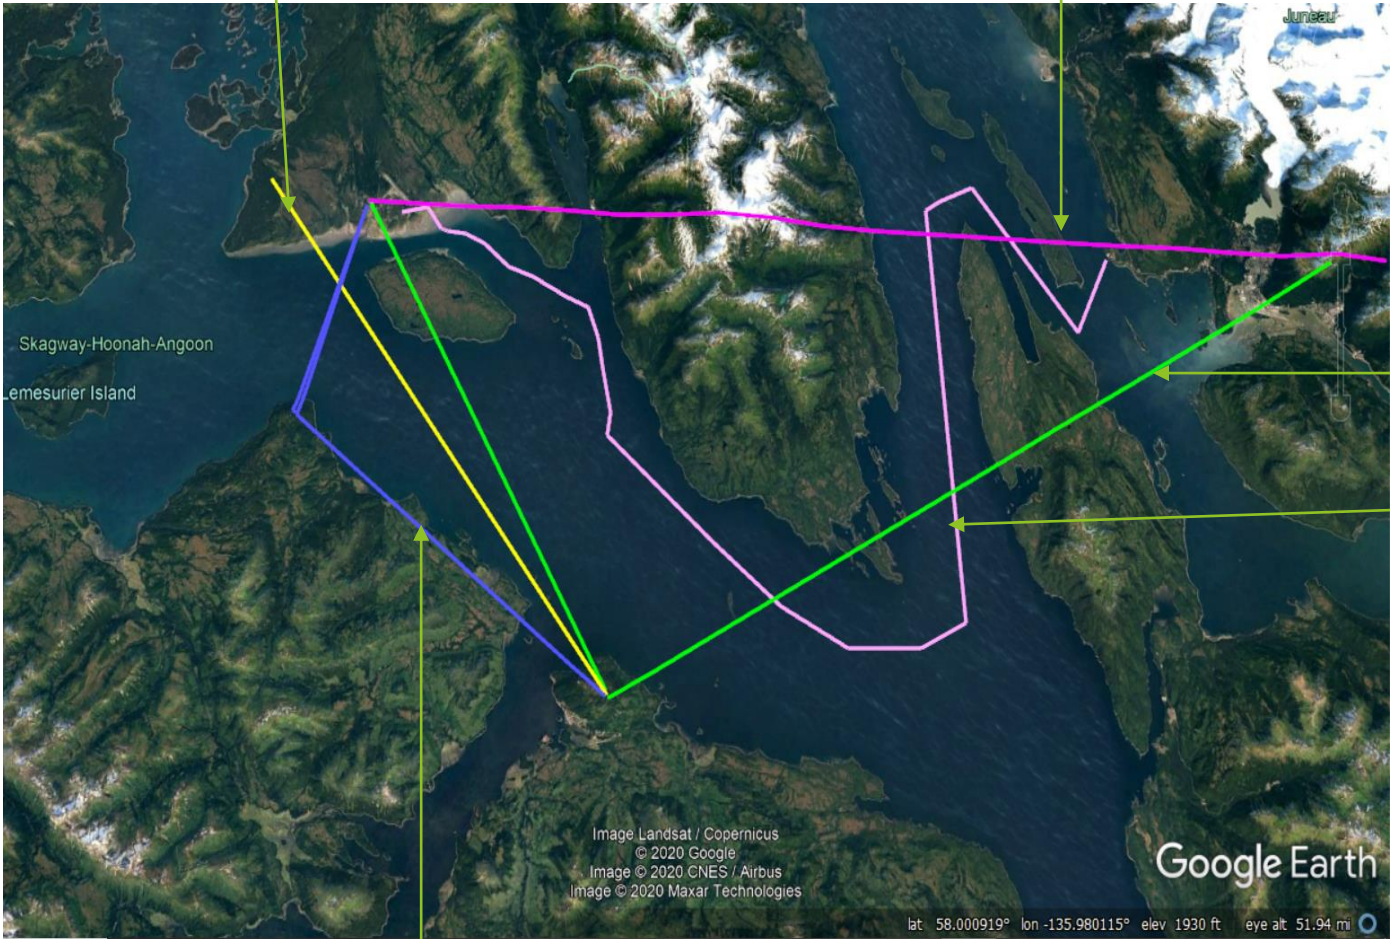 Juneau
Skagway-Hoonah-Angoon
Lemesurier Island
Image Landsat / Copernicus
© 2020 Google
Image © 2020 CNES / Airbus
Image © 2020 Maxar Technologies
Google Earth
lat 58.000919° lon -135.980115° elev 1930 ft eye alt 51.94 mi